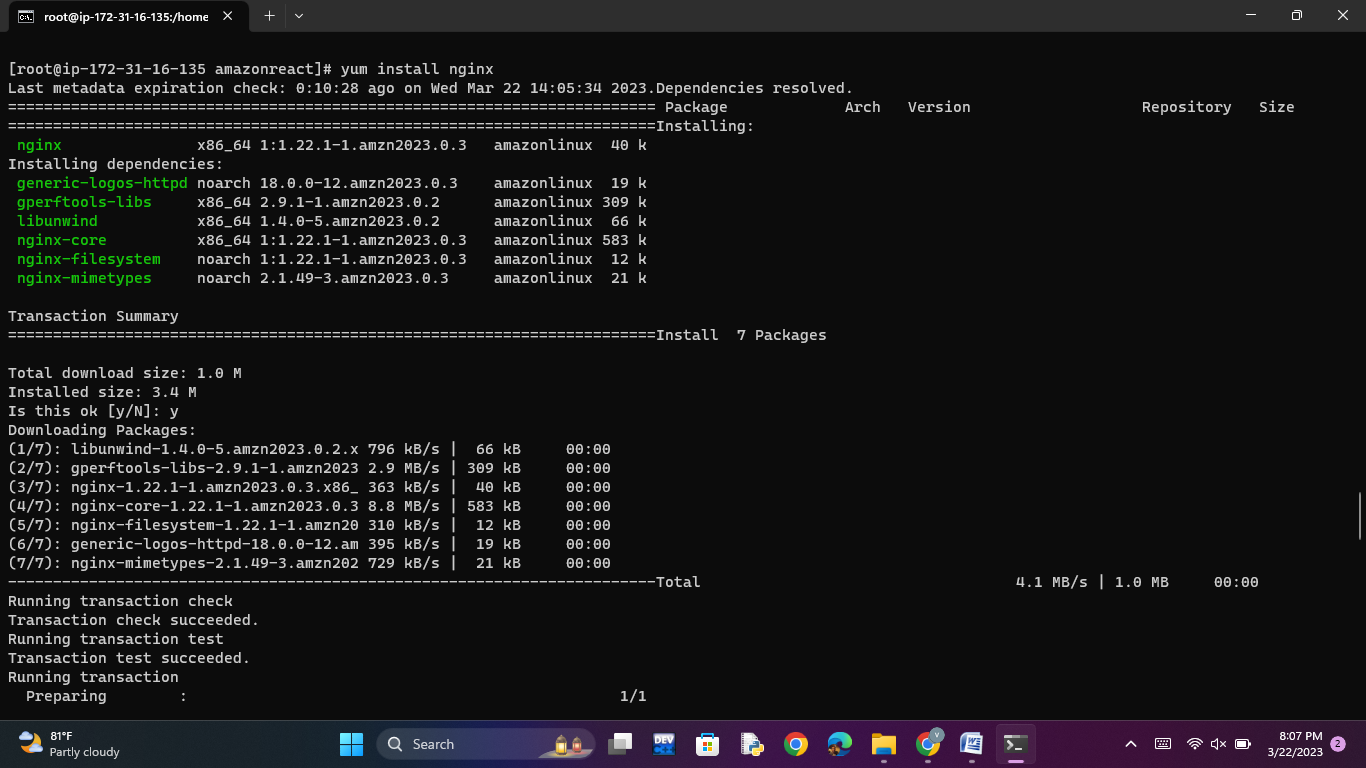 root@ip-172-31-16-135:/home
[root@ip-172-31-16-135 amazonreact]# yum install nginx
Last metadata expiration check: 0:10:28 ago on Wed Mar 22 14:05:34 2023.Dependencies resolved.
======================================================================== Package             Arch   Version                   Repository   Size
========================================================================Installing:
 nginx               x86_64 1:1.22.1-1.amzn2023.0.3   amazonlinux  40 k
Installing dependencies:
 generic-logos-httpd noarch 18.0.0-12.amzn2023.0.3    amazonlinux  19 k
 gperftools-libs     x86_64 2.9.1-1.amzn2023.0.2      amazonlinux 309 k
 libunwind           x86_64 1.4.0-5.amzn2023.0.2      amazonlinux  66 k
 nginx-core          x86_64 1:1.22.1-1.amzn2023.0.3   amazonlinux 583 k
 nginx-filesystem    noarch 1:1.22.1-1.amzn2023.0.3   amazonlinux  12 k
 nginx-mimetypes     noarch 2.1.49-3.amzn2023.0.3     amazonlinux  21 k
Transaction Summary
========================================================================Install  7 Packages
Total download size: 1.0 M
Installed size: 3.4 M
Is this ok [y/N]: y
Downloading Packages:
(1/7): libunwind-1.4.0-5.amzn2023.0.2.x 796 kB/s |  66 kB     00:00
(2/7): gperftools-libs-2.9.1-1.amzn2023 2.9 MB/s | 309 kB     00:00
(3/7): nginx-1.22.1-1.amzn2023.0.3.x86_ 363 kB/s |  40 kB     00:00
(4/7): nginx-core-1.22.1-1.amzn2023.0.3 8.8 MB/s | 583 kB     00:00
(5/7): nginx-filesystem-1.22.1-1.amzn20 310 kB/s |  12 kB     00:00
(6/7): generic-logos-httpd-18.0.0-12.am 395 kB/s |  19 kB     00:00
(7/7): nginx-mimetypes-2.1.49-3.amzn202 729 kB/s |  21 kB     00:00
------------------------------------------------------------------------Total                                   4.1 MB/s | 1.0 MB     00:00
Running transaction check
Transaction check succeeded.
Running transaction test
Transaction test succeeded.
Running transaction
  Preparing        :                                                1/1
81°F
Partly cloudy
Search
DEV
V
8:07 PM
3/22/2023
2